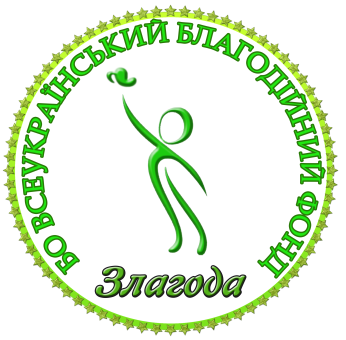 БО ВСЕУКРАЇНСЬКИЙ БЛАГОДІЙНИЙ ФОНД
Злагода